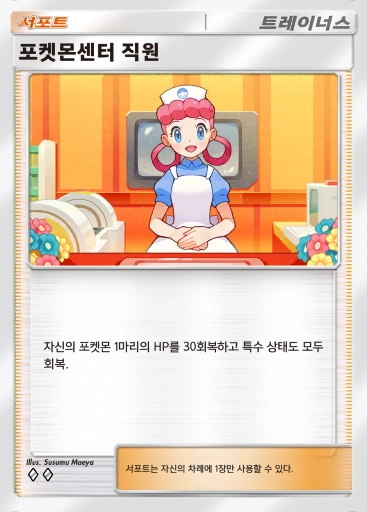 서포트
트레이너스
포켓몬센터 직원
자신의 포켓몬 1마리의 HP를 30회복하고 특수 상태도 모두
회복.
Illus. Susumu Maeya
서포트는 자신의 차례에 1장만 사용할 수 있다.